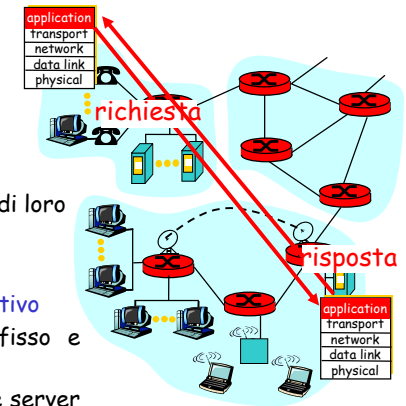 application
transport
network
data link
physical
richiesta
di loro
risposta
tivo
fisso e
e server
application
transport
network
data link
physical